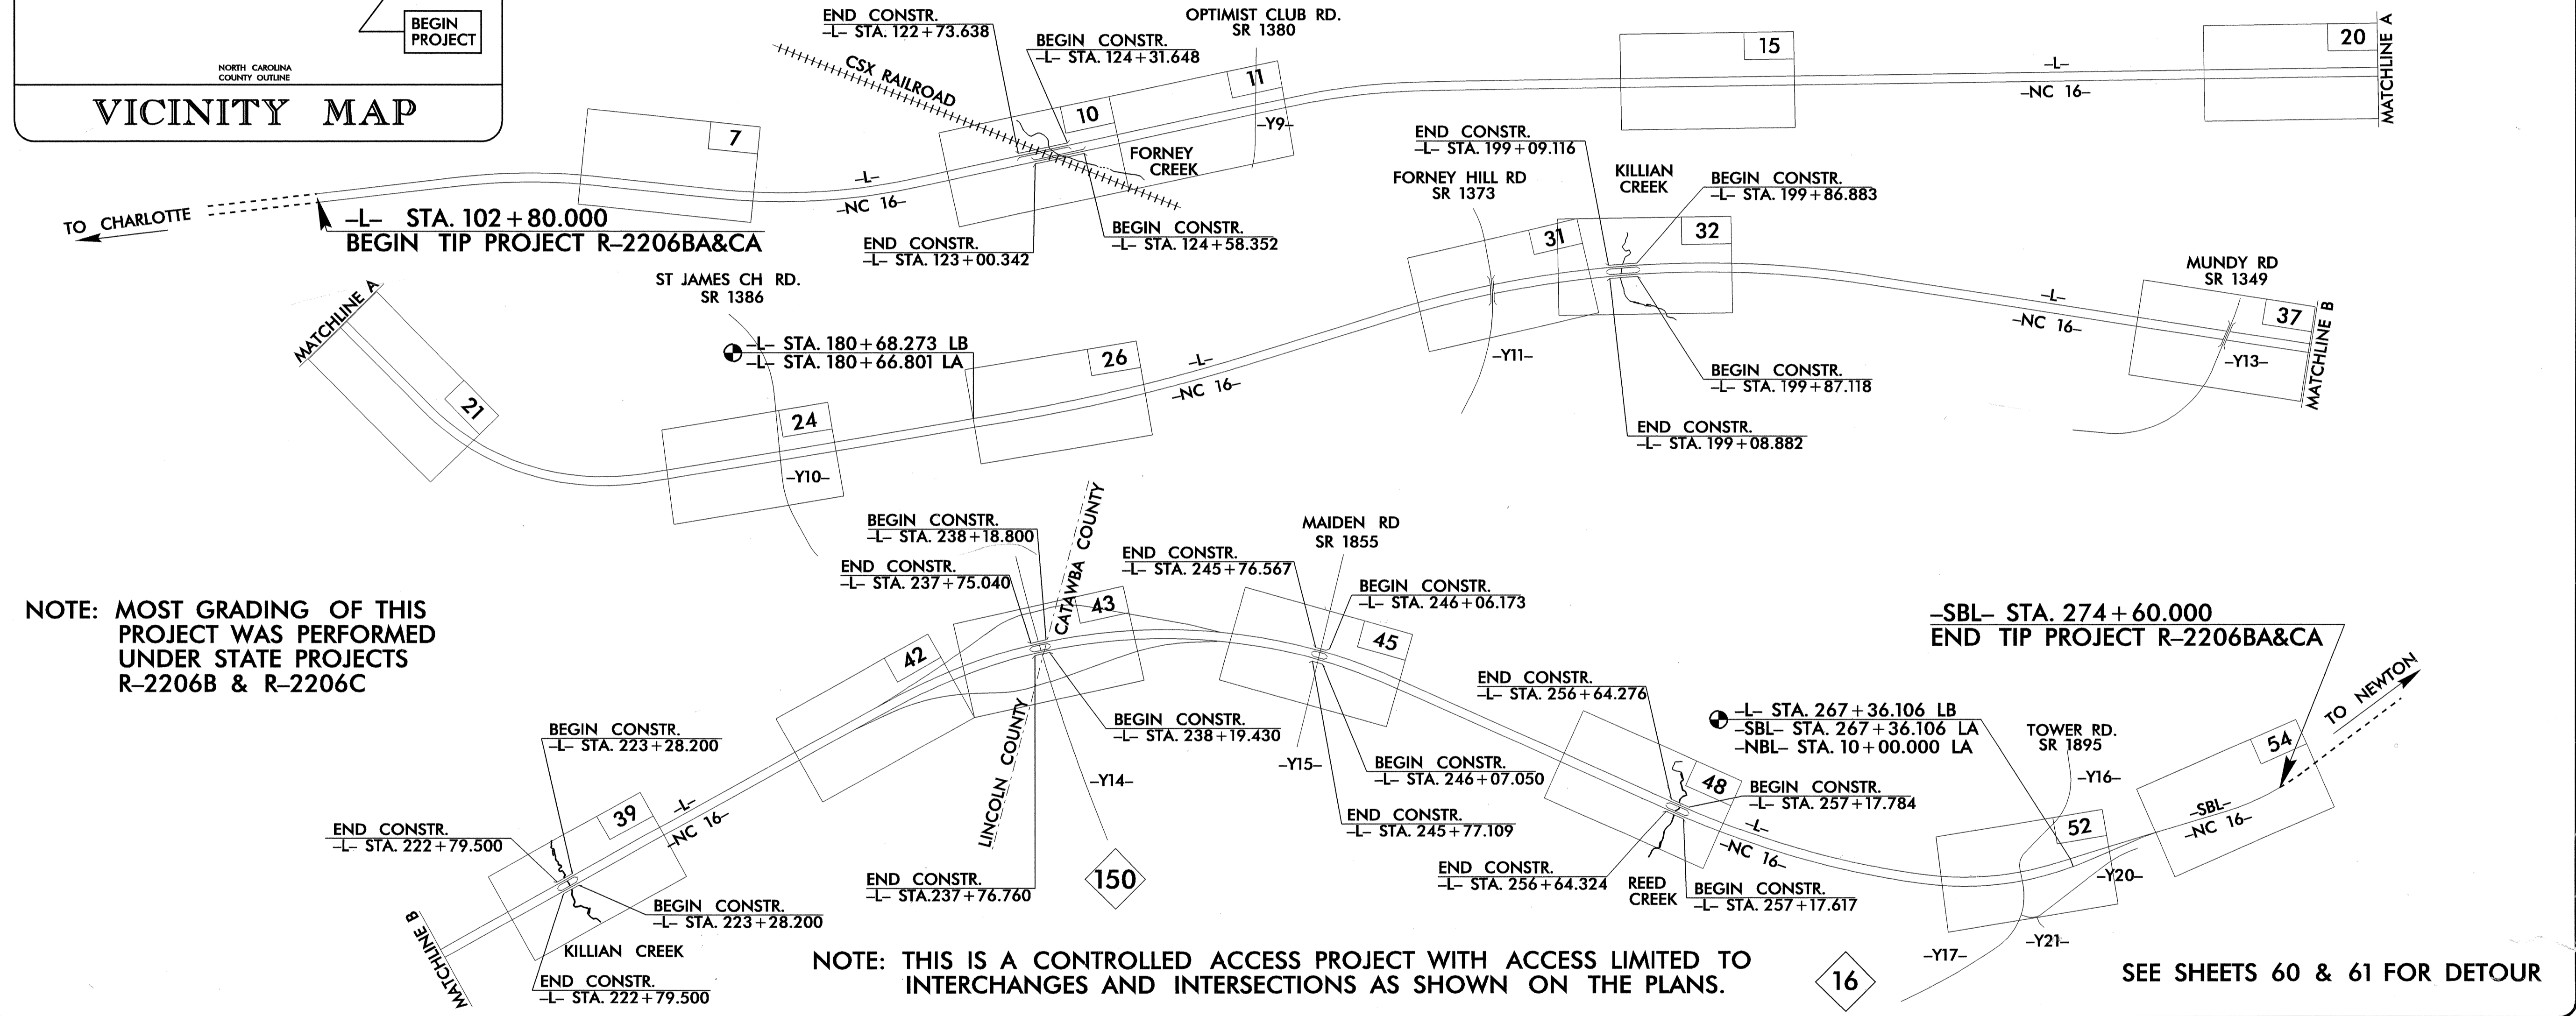 BEGIN
PROJECT
NORTH CAROLINA
COUNTY OUTLINE
VICINITY MAP
END CONSTR.
-L- STA. 122+73.638
BEGIN CONSTR.
-L- STA. 124+31.648
OPTIMIST CLUB RD.
SR 1380
CSX RAILROAD
7
10
11
15
20
MATCHLINE A
-L-
-NC 16-
-Y9-
FORNEY
CREEK
-L-
-NC 16-
TO CHARLOTTE
-L- STA. 102+80.000
BEGIN TIP PROJECT R-2206BA&CA
END CONSTR.
-L- STA. 123+00.342
BEGIN CONSTR.
-L- STA. 124+58.352
END CONSTR.
-L- STA. 199+09.116
FORNEY HILL RD
SR 1373
KILLIAN
CREEK
BEGIN CONSTR.
-L- STA. 199+86.883
31
32
MUNDY RD
SR 1349
37
MATCHLINE B
-L-
-NC 16-
-Y13-
-Y11-
BEGIN CONSTR.
-L- STA. 199+87.118
END CONSTR.
-L- STA. 199+08.882
MATCHLINE A
21
ST JAMES CH RD.
SR 1386
-L- STA. 180+68.273 LB
-L- STA. 180+66.801 LA
24
26
-L-
-NC 16-
-Y10-
NOTE: MOST GRADING OF THIS
PROJECT WAS PERFORMED
UNDER STATE PROJECTS
R-2206B & R-2206C
BEGIN CONSTR.
-L- STA. 238+18.800
END CONSTR.
-L- STA. 237+75.040
CATAWBA COUNTY
LINCOLN COUNTY
42
43
45
END CONSTR.
-L- STA. 245+76.567
MAIDEN RD
SR 1855
BEGIN CONSTR.
-L- STA. 246+06.173
BEGIN CONSTR.
-L- STA. 238+19.430
-Y14-
-Y15-
BEGIN CONSTR.
-L- STA. 246+07.050
END CONSTR.
-L- STA. 245+77.109
END CONSTR.
-L- STA.237+76.760
150
BEGIN CONSTR.
-L- STA. 223+28.200
39
-L-
-NC 16-
END CONSTR.
-L- STA. 222+79.500
BEGIN CONSTR.
-L- STA. 223+28.200
KILLIAN CREEK
END CONSTR.
-L- STA. 222+79.500
MATCHLINE B
END CONSTR.
-L- STA. 256+64.276
48
BEGIN CONSTR.
-L- STA. 257+17.784
-L-
-NC 16-
END CONSTR.
-L- STA. 256+64.324
REED
CREEK
BEGIN CONSTR.
-L- STA. 257+17.617
-SBL- STA. 274+60.000
END TIP PROJECT R-2206BA&CA
-L- STA. 267+36.106 LB
-SBL- STA. 267+36.106 LA
-NBL- STA. 10+00.000 LA
TOWER RD.
SR 1895
-Y16-
TO NEWTON
54
52
-SBL-
-NC 16-
-Y20-
-Y21-
-Y17-
NOTE: THIS IS A CONTROLLED ACCESS PROJECT WITH ACCESS LIMITED TO
INTERCHANGES AND INTERSECTIONS AS SHOWN ON THE PLANS.
16
SEE SHEETS 60 & 61 FOR DETOUR